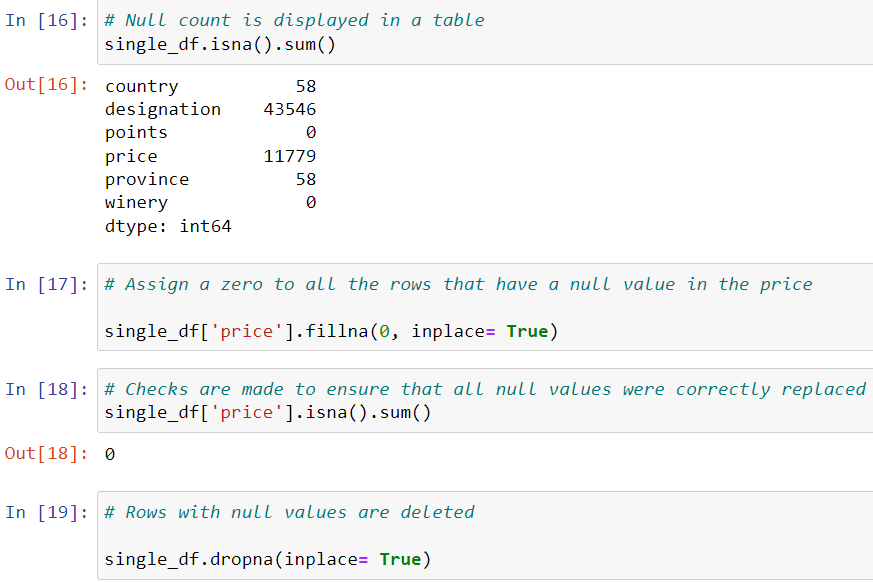 In [16]: # Null count is displayed in a table
single_df.isna().sum()
Out[16]: country 58
designation 43546
points 0
price 11779
province 58
winery 0
dtype: int64
In [17]: # Assign a zero to all the rows that have a null value in the price
single_df['price'].fillna(0, inplace= True)
In [18]: # Checks are made to ensure that all null values were correctly replaced
single_df['price'].isna().sum()
Out[18]: 0
In [19]: # Rows with null values are deleted
single_df.dropna(inplace= True)